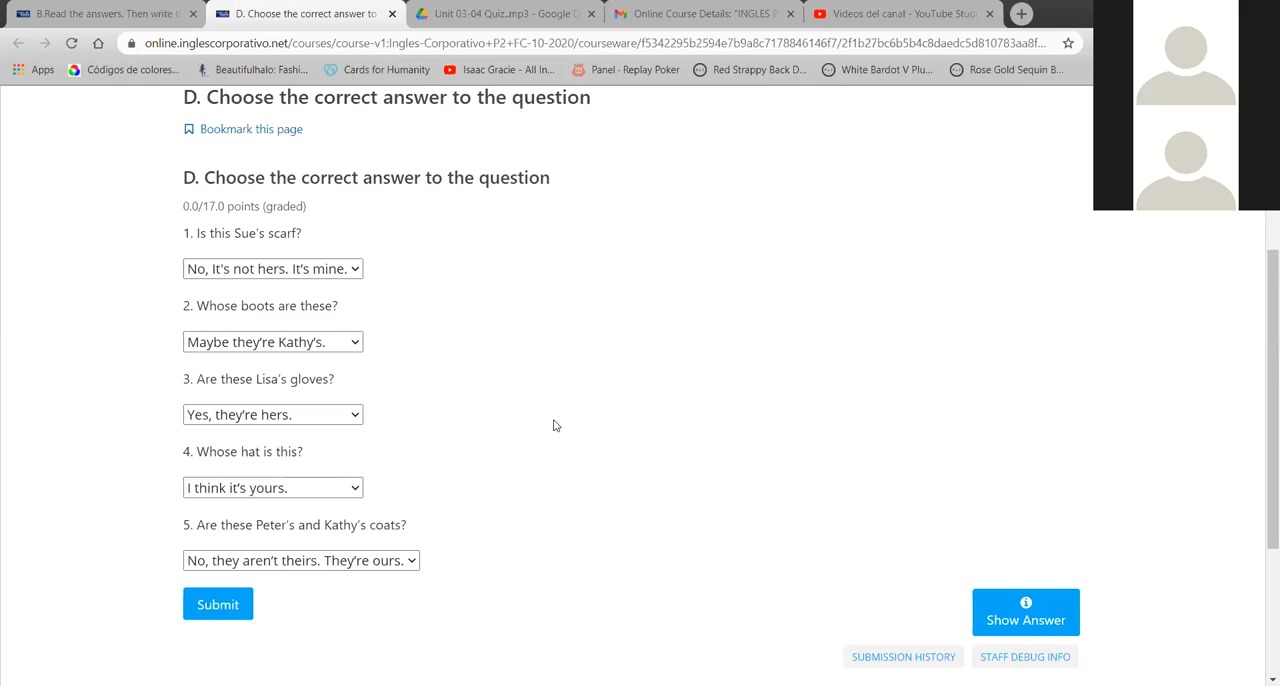 B.Read the answers. Then write t
D. Choose the correct answer to
Unit 03-04 Quiz..mp3 - Google D
Online Course Details: "INGLES P
Videos del canal - YouTube Stu
online.inglescorporativo.net/courses/course-v1:Ingles-Corporativo+P2+FC-10-2020/courseware/f5342295b2594e7b9a8c7178846146f7/2f1b27bc6b5b4c8daedc5d810783aa8f...
Apps
Códigos de colores...
Beautifulhalo: Fashi...
Cards for Humanity
Isaac Gracie - All In...
Panel · Replay Poker
Red Strappy Back D...
White Bardot V Plu...
Rose Gold Sequin B...
D. Choose the correct answer to the question
Bookmark this page
D. Choose the correct answer to the question
0.0/17.0 points (graded)
1. Is this Sue's scarf?
No, It's not hers. It's mine.
2. Whose boots are these?
Maybe they're Kathy's.
3. Are these Lisa's gloves?
Yes, they're hers.
4. Whose hat is this?
I think it's yours.
5. Are these Peter's and Kathy's coats?
No, they aren't theirs. They're ours.
Submit
Show Answer
SUBMISSION HISTORY
STAFF DEBUG INFO